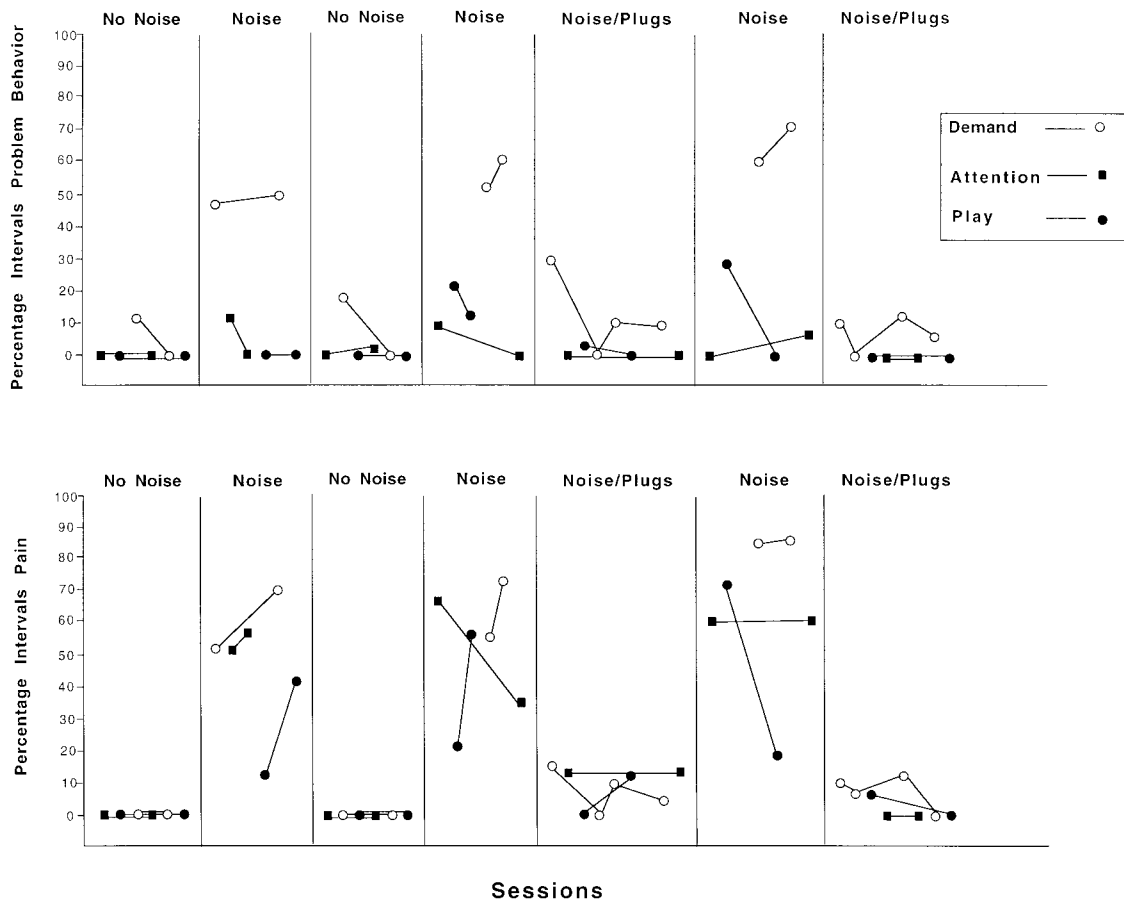 No Noise Noise No Noise Noise Noise/Plugs Noise Noise/Plugs
Percentage Intervals Problem Behavior
100
90
80
70
60
50
40
30
20
10
0
Demand
Attention
Play
No Noise Noise No Noise Noise Noise/Plugs Noise Noise/Plugs
Percentage Intervals Pain
100
90
80
70
60
50
40
30
20
10
0
Sessions